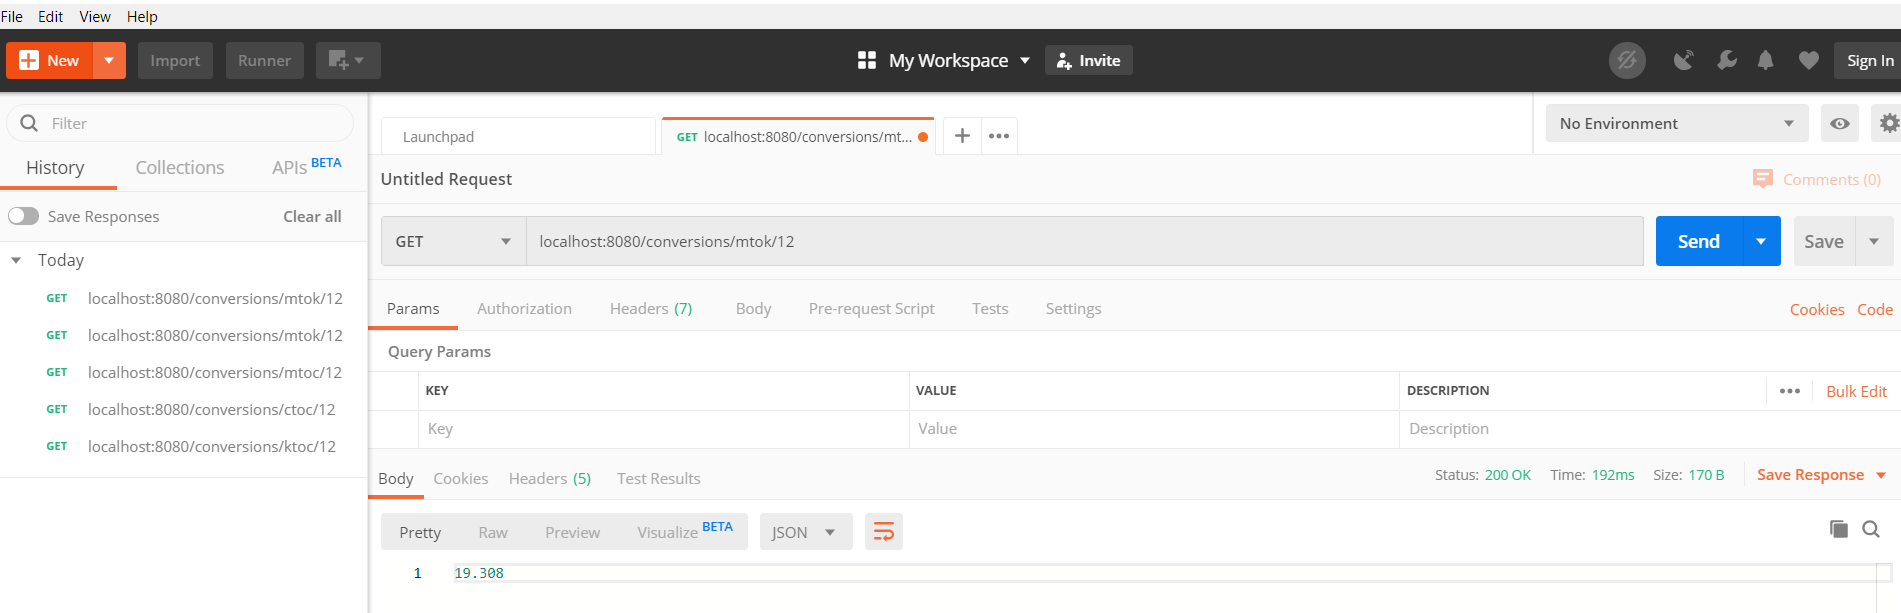 File Edit View Help
New Import Runner My Workspace Invite Sign In
Filter
History Collections APIs BETA
Save Responses Clear all
Today
GET localhost:8080/conversions/mtok/12
GET localhost:8080/conversions/mtok/12
GET localhost:8080/conversions/mtoc/12
GET localhost:8080/conversions/ctoc/12
GET localhost:8080/conversions/ktoc/12
Launchpad GET localhost:8080/conversions/mt... No Environment
Untitled Request Comments (0)
GET localhost:8080/conversions/mtok/12 Send Save
Params Authorization Headers (7) Body Pre-request Script Tests Settings Cookies Code
Query Params
KEY VALUE DESCRIPTION Bulk Edit
Key Value Description
Body Cookies Headers (5) Test Results Status: 200 OK Time: 192ms Size: 170 B Save Response
Pretty Raw Preview Visualize BETA JSON
1 19.308